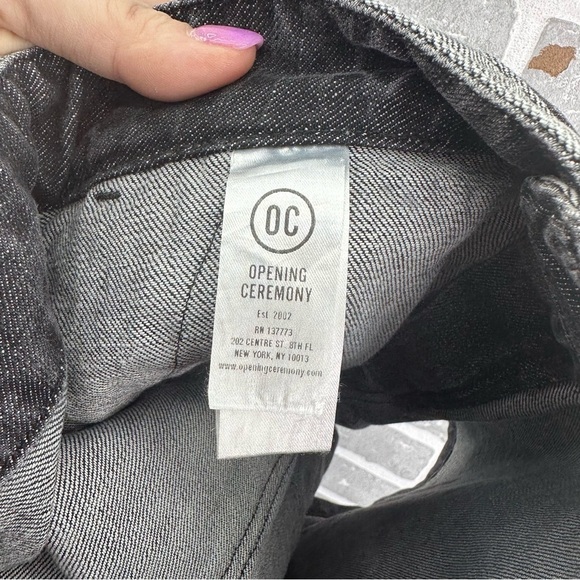 OC
OPENING
CEREMONY
Est 2002
RN 137773
202 CENTRE ST. 8TH FL
NEW YORK, NY 10013
www.openingceremony.com